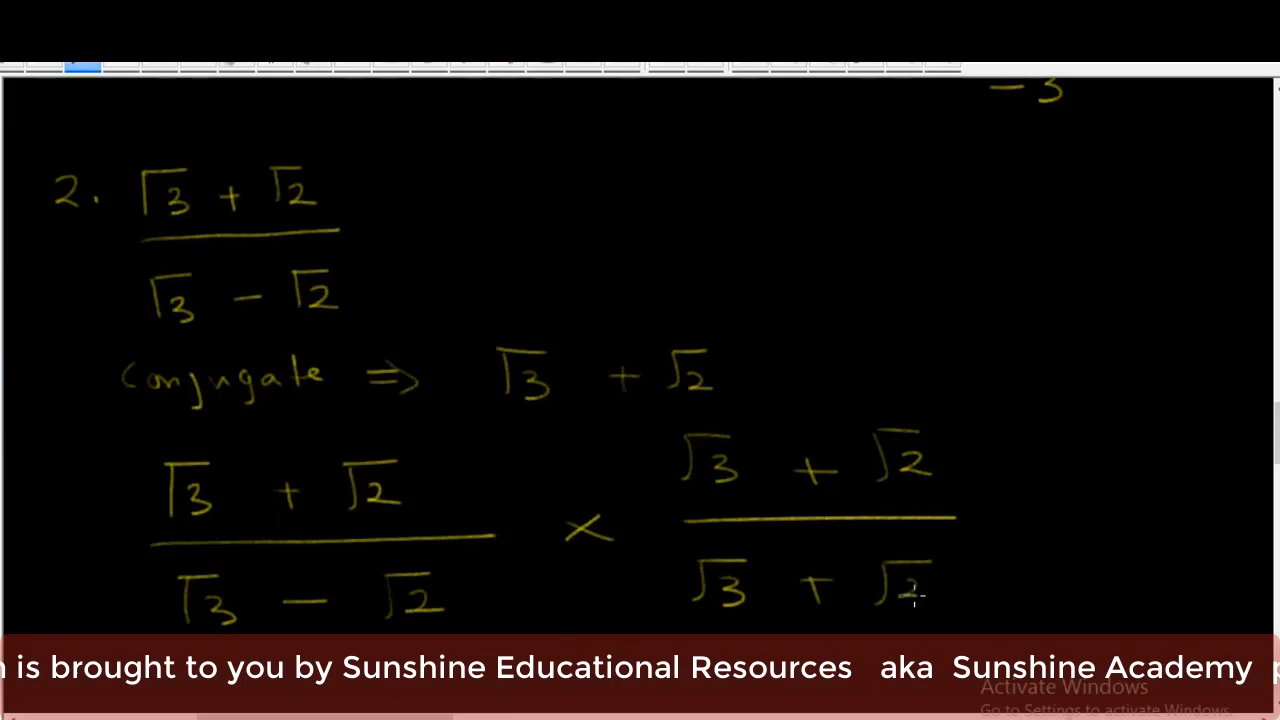 - 3
2. √3 + √2
√3 - √2
Conjugate ⇒ √3 + √2
√3 + √2 × √3 + √2
√3 - √2 √3 + √2
is brought to you by Sunshine Educational Resources aka Sunshine Academy
Activate Windows
Go to Settings to activate Windows.